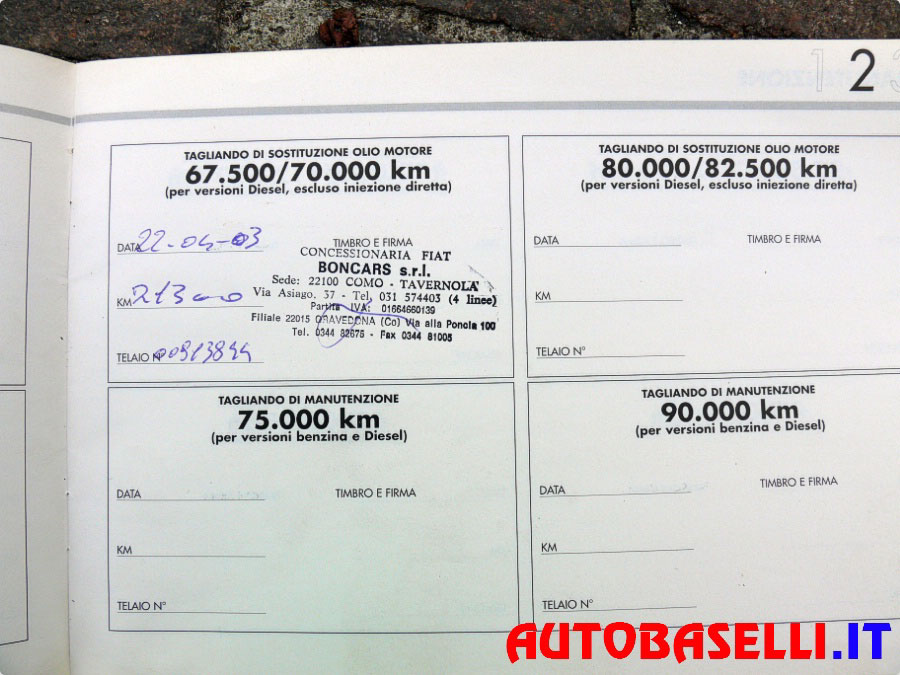 2
TAGLIANDO DI SOSTITUZIONE OLIO MOTORE
67.500/70.000 km
(per versioni Diesel, escluso iniezione diretta)
DATA 22-04-03
TIMBRO E FIRMA
CONCESSIONARIA FIAT
BONCARS s.r.l.
Sede: 22100 COMO - TAVERNOLA
Via Asiago, 37 - Tel. 031 574403 (4 linee)
Partita IVA: 01664660139
Filiale 22015 GRAVEDONA (Co) Via alla Poncia 100
Tel. 0344 82675 - Fax 0344 81005
KM 213000
TELAIO N°
TAGLIANDO DI SOSTITUZIONE OLIO MOTORE
80.000/82.500 km
(per versioni Diesel, escluso iniezione diretta)
DATA
TIMBRO E FIRMA
KM
TELAIO N°
TAGLIANDO DI MANUTENZIONE
75.000 km
(per versioni benzina e Diesel)
DATA
TIMBRO E FIRMA
KM
TELAIO N°
TAGLIANDO DI MANUTENZIONE
90.000 km
(per versioni benzina e Diesel)
DATA
TIMBRO E FIRMA
KM
TELAIO N°
AUTOBASELLI.IT